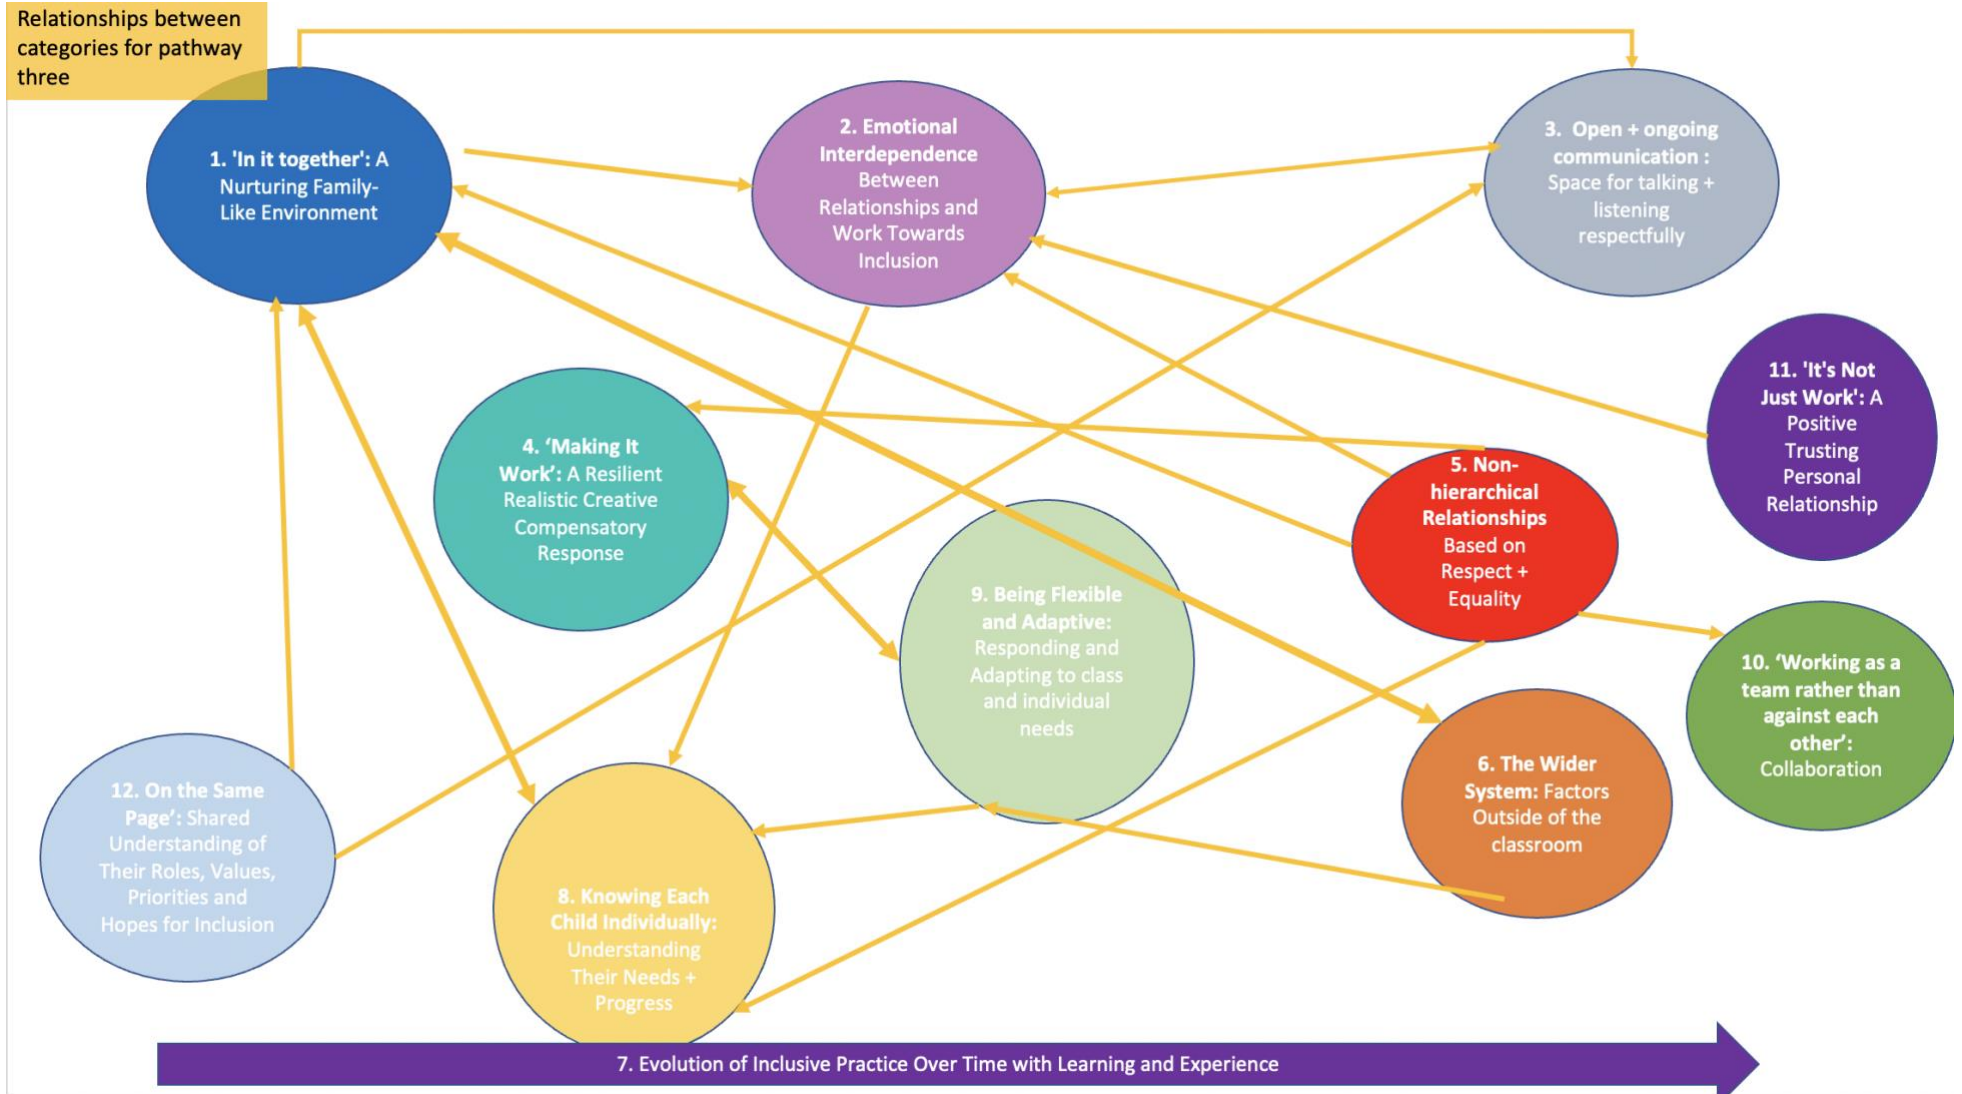 Relationships between
categories for pathway
three
1. 'In it together': A
Nurturing Family-
Like Environment
2. Emotional
Interdependence
Between
Relationships and
Work Towards
Inclusion
3. Open + ongoing
communication :
Space for talking +
listening
respectfully
11. 'It's Not
Just Work': A
Positive
Trusting
Personal
Relationship
4. ‘Making It
Work’: A Resilient
Realistic Creative
Compensatory
Response
5. Non-
hierarchical
Relationships
Based on
Respect +
Equality
9. Being Flexible
and Adaptive:
Responding and
Adapting to class
and individual
needs
10. ‘Working as a
team rather than
against each
other’:
Collaboration
6. The Wider
System: Factors
Outside of the
classroom
12. On the Same
Page’: Shared
Understanding of
Their Roles, Values,
Priorities and
Hopes for Inclusion
8. Knowing Each
Child Individually:
Understanding
Their Needs +
Progress
7. Evolution of Inclusive Practice Over Time with Learning and Experience